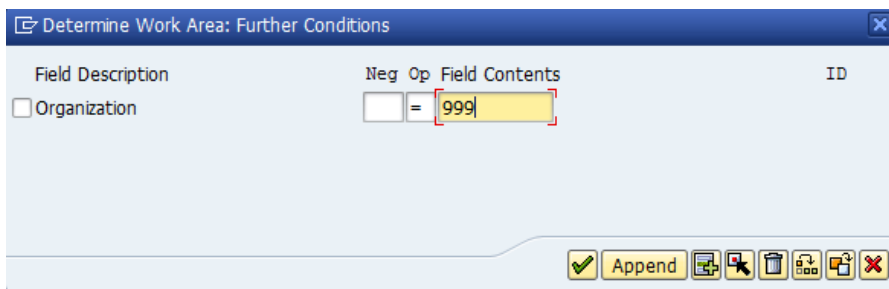 Determine Work Area: Further Conditions
Field Description Neg Op Field Contents ID
Organization = 999
Append